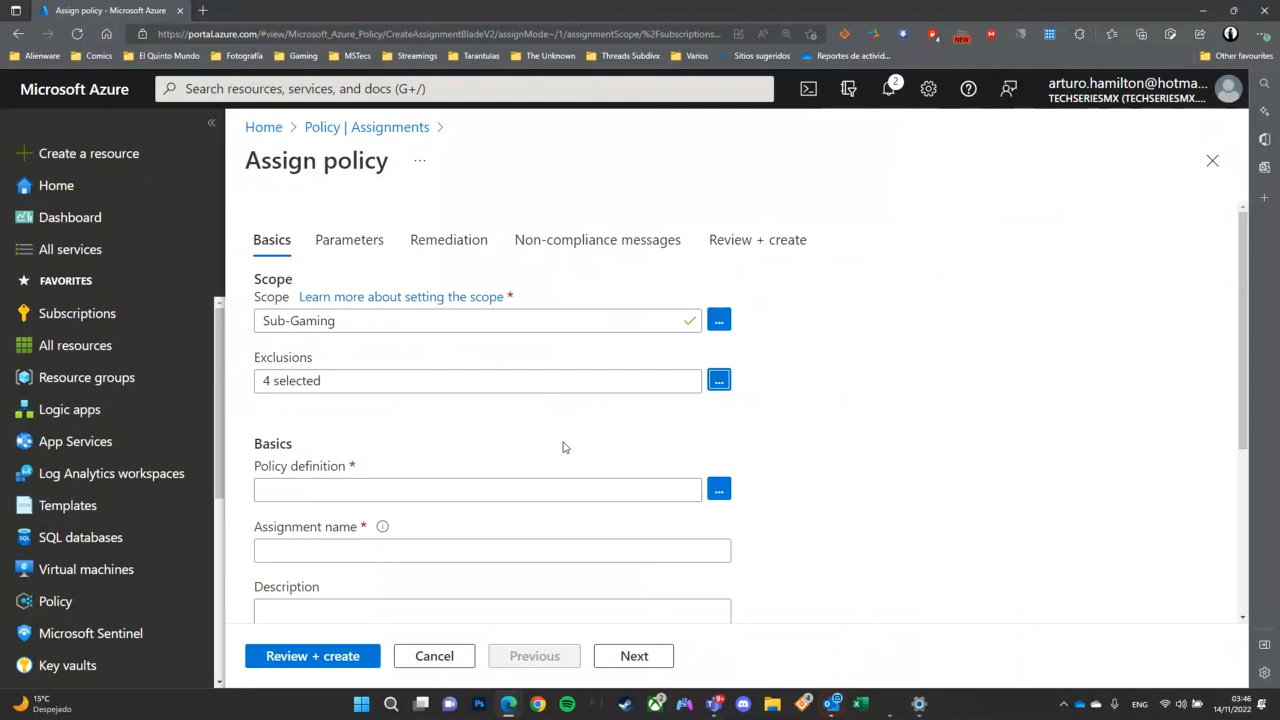 Assign policy - Microsoft Azure
https://portal.azure.com/#view/Microsoft_Azure_Policy/CreateAssignmentBladeV2/assignMode~/1/assignmentScope/%2Fsubscriptions...
Alienware
Comics
El Quinto Mundo
Fotografía
Gaming
MSTecs
Streamings
Tarantulas
The Unknown
Threads Subdivx
Varios
Sitios sugeridos
Reportes de activid...
Other favourites
Microsoft Azure
Search resources, services, and docs (G+/)
2
arturo.hamilton@hotma...
TECHSERIESMX (TECHSERIESMX....
Create a resource
Home
Dashboard
All services
FAVORITES
Subscriptions
All resources
Resource groups
Logic apps
App Services
Log Analytics workspaces
Templates
SQL databases
Virtual machines
Policy
Microsoft Sentinel
Key vaults
Home > Policy | Assignments >
Assign policy ...
Basics
Parameters
Remediation
Non-compliance messages
Review + create
Scope
Scope Learn more about setting the scope *
Sub-Gaming
...
Exclusions
4 selected
...
Basics
Policy definition *
...
Assignment name *
Description
Review + create
Cancel
Previous
Next
15°C
Despejado
ENG
03:46
14/11/2022